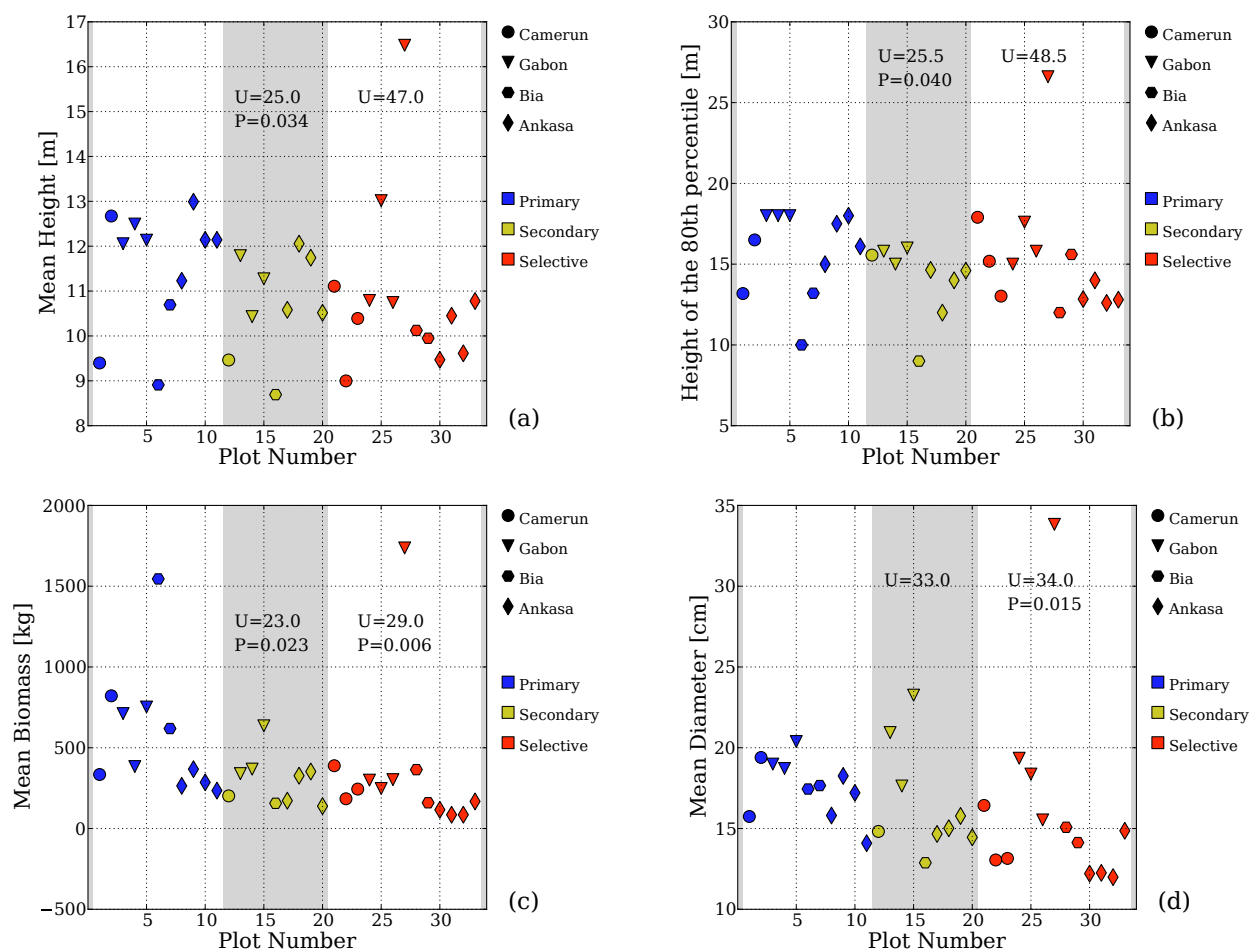 17
16
15
14
13
12
11
10
9
8
Mean Height [m]
U=25.0
P=0.034
U=47.0
5
10
15
20
25
30
Plot Number
(a)
Camerun
Gabon
Bia
Ankasa
Primary
Secondary
Selective
30
25
20
15
10
5
Height of the 80th percentile [m]
U=25.5
P=0.040
U=48.5
5
10
15
20
25
30
Plot Number
(b)
Camerun
Gabon
Bia
Ankasa
Primary
Secondary
Selective
2000
1500
1000
500
0
−500
Mean Biomass [kg]
U=23.0
P=0.023
U=29.0
P=0.006
5
10
15
20
25
30
Plot Number
(c)
Camerun
Gabon
Bia
Ankasa
Primary
Secondary
Selective
35
30
25
20
15
10
Mean Diameter [cm]
U=33.0
U=34.0
P=0.015
5
10
15
20
25
30
Plot Number
(d)
Camerun
Gabon
Bia
Ankasa
Primary
Secondary
Selective